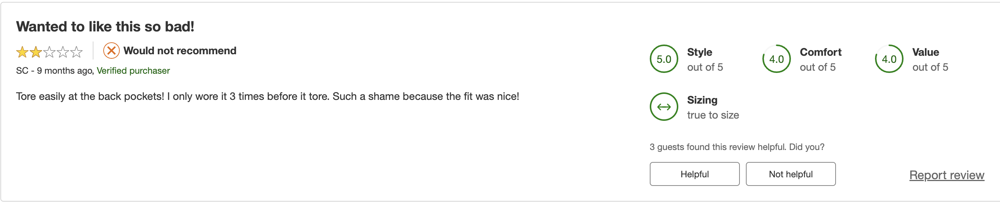 Wanted to like this so bad!
Would not recommend
SC - 9 months ago, Verified purchaser
Tore easily at the back pockets! I only wore it 3 times before it tore. Such a shame because the fit was nice!
5.0
Style
out of 5
4.0
Comfort
out of 5
4.0
Value
out of 5
Sizing
true to size
3 guests found this review helpful. Did you?
Helpful
Not helpful
Report review